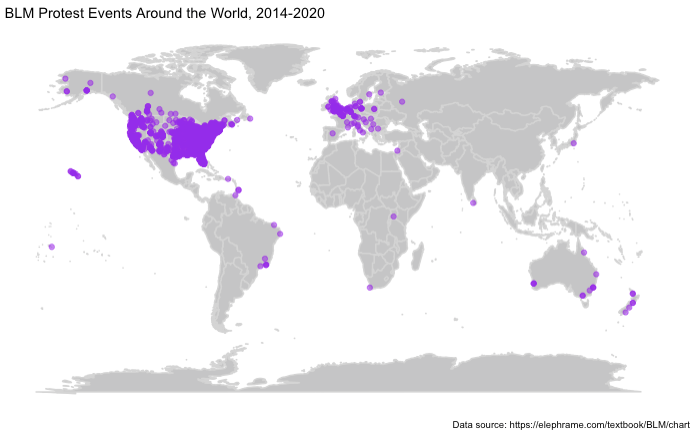 BLM Protest Events Around the World, 2014-2020
Data source: https://elephrame.com/textbook/BLM/chart